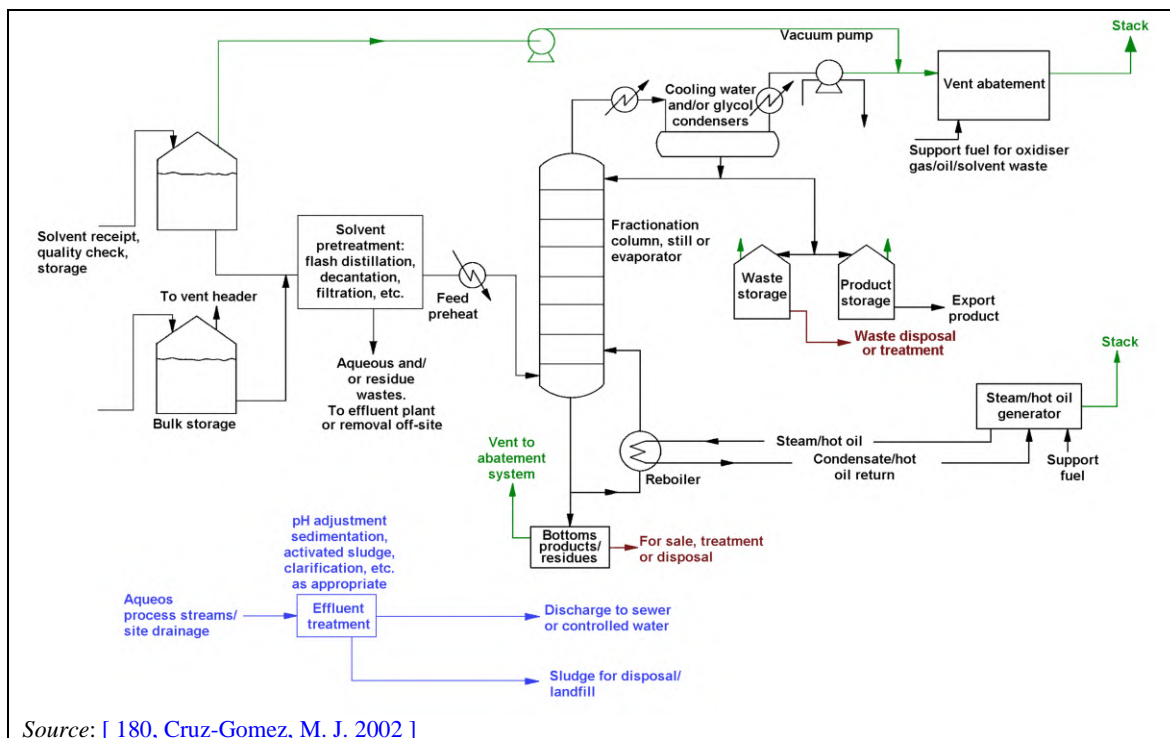 Vacuum pump
Stack
Cooling water
and/or glycol
condensers
Vent abatement
Support fuel for oxidiser
gas/oil/solvent waste
Solvent receipt,
quality check,
storage
Solvent
pretreatment:
flash distillation,
decantation,
filtration, etc.
Feed
preheat
Fractionation
column, still or
evaporator
Waste
storage
Product
storage
Export
product
Waste disposal
or treatment
To vent header
Bulk storage
Aqueous and/
or residue
wastes.
To effluent plant
or removal off-site
Stack
Steam/hot oil
generator
Steam/hot oil
Condensate/hot
oil return
Support
fuel
Reboiler
Vent to
abatement
system
Bottoms
products/
residues
For sale, treatment
or disposal
pH adjustment
sedimentation,
activated sludge,
clarification, etc.
as appropriate
Aqueos
process streams/
site drainage
Effluent
treatment
Discharge to sewer
or controlled water
Sludge for disposal/
landfill
Source: [ 180, Cruz-Gomez, M. J. 2002 ]